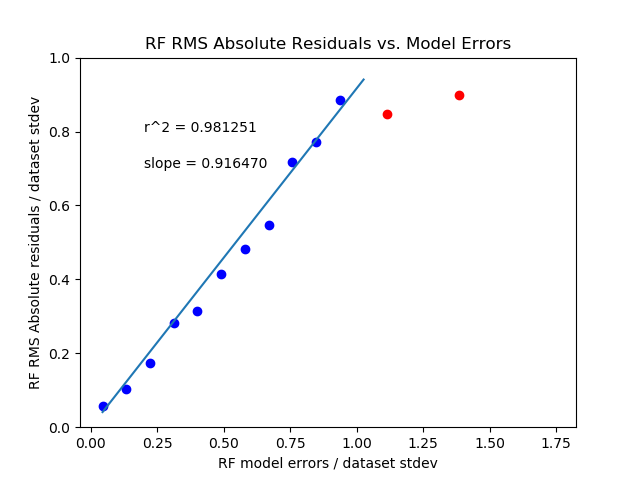 RF RMS Absolute Residuals vs. Model Errors
1.0
0.8
0.6
0.4
0.2
0.0
RF RMS Absolute residuals / dataset stdev
r^2 = 0.981251
slope = 0.916470
0.00 0.25 0.50 0.75 1.00 1.25 1.50 1.75
RF model errors / dataset stdev